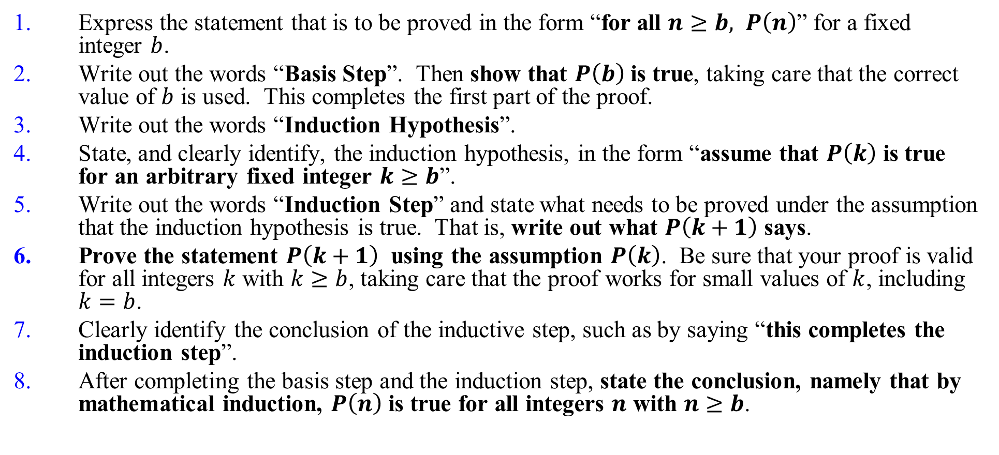 1. Express the statement that is to be proved in the form “for all n ≥ b, P(n)” for a fixed
integer b.
2. Write out the words “Basis Step”. Then show that P(b) is true, taking care that the correct
value of b is used. This completes the first part of the proof.
3. Write out the words “Induction Hypothesis”.
4. State, and clearly identify, the induction hypothesis, in the form “assume that P(k) is true
for an arbitrary fixed integer k ≥ b”.
5. Write out the words “Induction Step” and state what needs to be proved under the assumption
that the induction hypothesis is true. That is, write out what P(k + 1) says.
6. Prove the statement P(k + 1) using the assumption P(k). Be sure that your proof is valid
for all integers k with k ≥ b, taking care that the proof works for small values of k, including
k = b.
7. Clearly identify the conclusion of the inductive step, such as by saying “this completes the
induction step”.
8. After completing the basis step and the induction step, state the conclusion, namely that by
mathematical induction, P(n) is true for all integers n with n ≥ b.